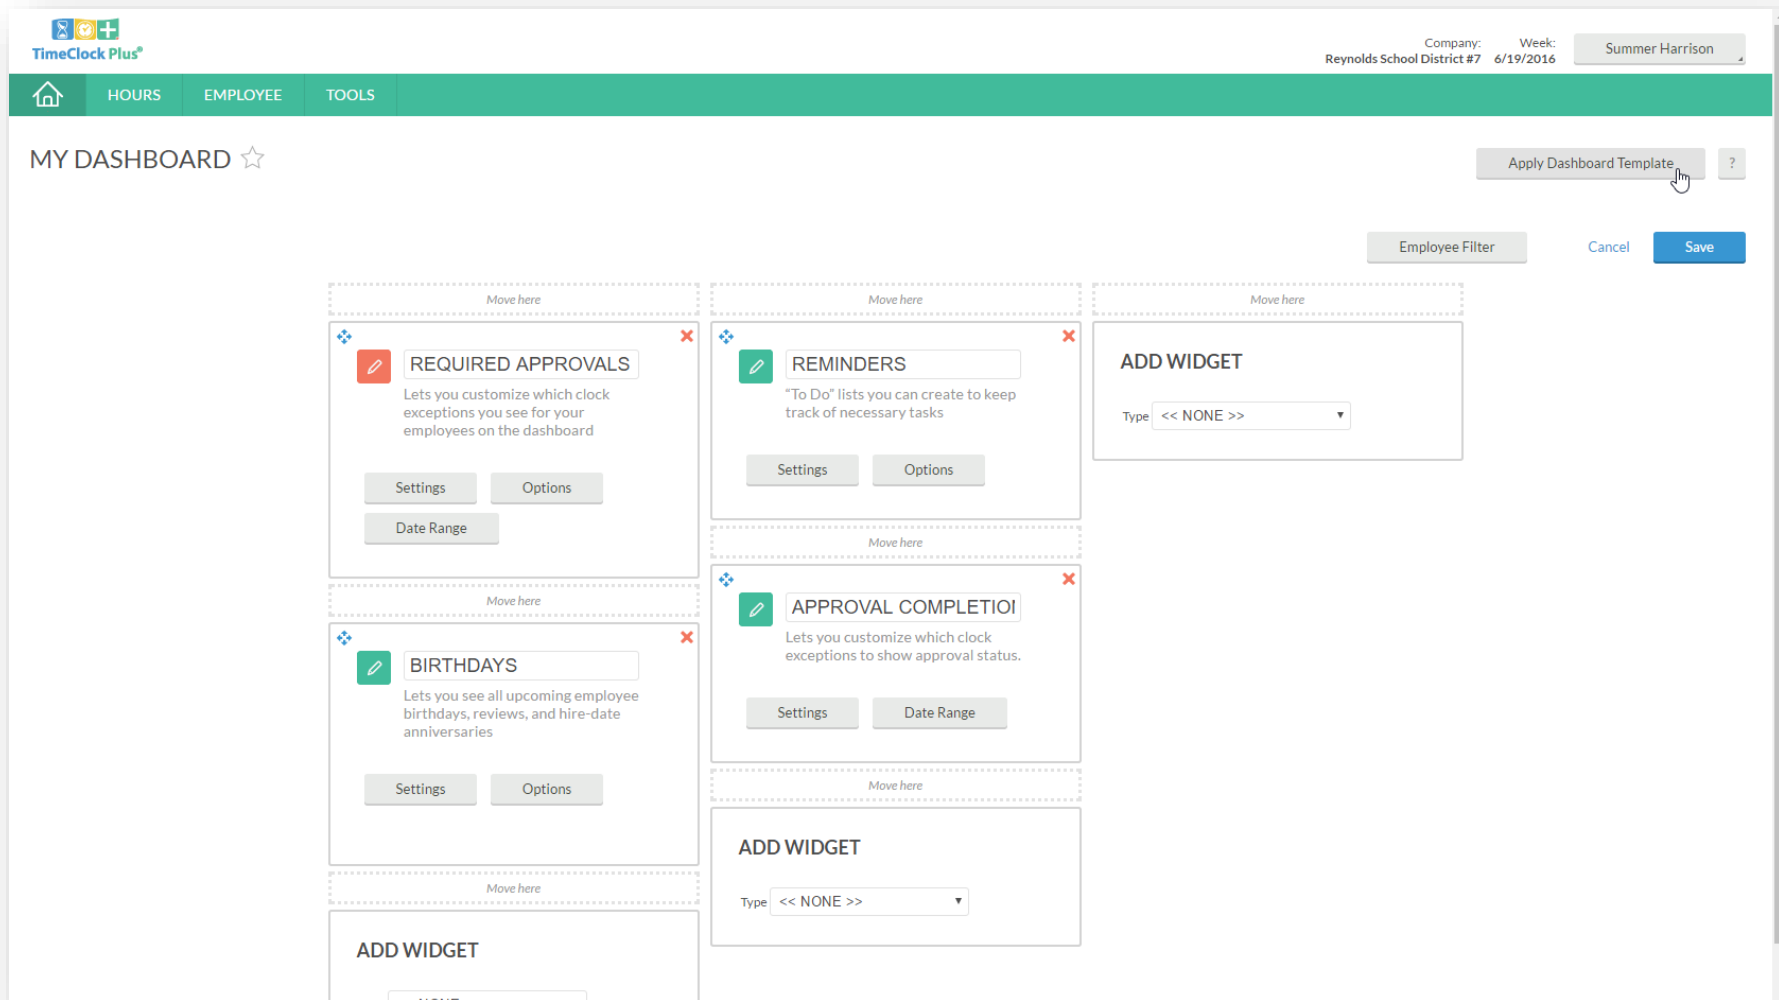 TimeClock Plus®
Company:
Reynolds School District #7
Week:
6/19/2016
Summer Harrison
HOURS
EMPLOYEE
TOOLS
MY DASHBOARD
Apply Dashboard Template
?
Employee Filter
Cancel
Save
Move here
REQUIRED APPROVALS
Lets you customize which clock
exceptions you see for your
employees on the dashboard
Settings
Options
Date Range
Move here
BIRTHDAYS
Lets you see all upcoming employee
birthdays, reviews, and hire-date
anniversaries
Settings
Options
Move here
ADD WIDGET
Move here
REMINDERS
“To Do” lists you can create to keep
track of necessary tasks
Settings
Options
Move here
APPROVAL COMPLETIO
Lets you customize which clock
exceptions to show approval status.
Settings
Date Range
Move here
ADD WIDGET
Type
<< NONE >>
Move here
ADD WIDGET
Type
<< NONE >>